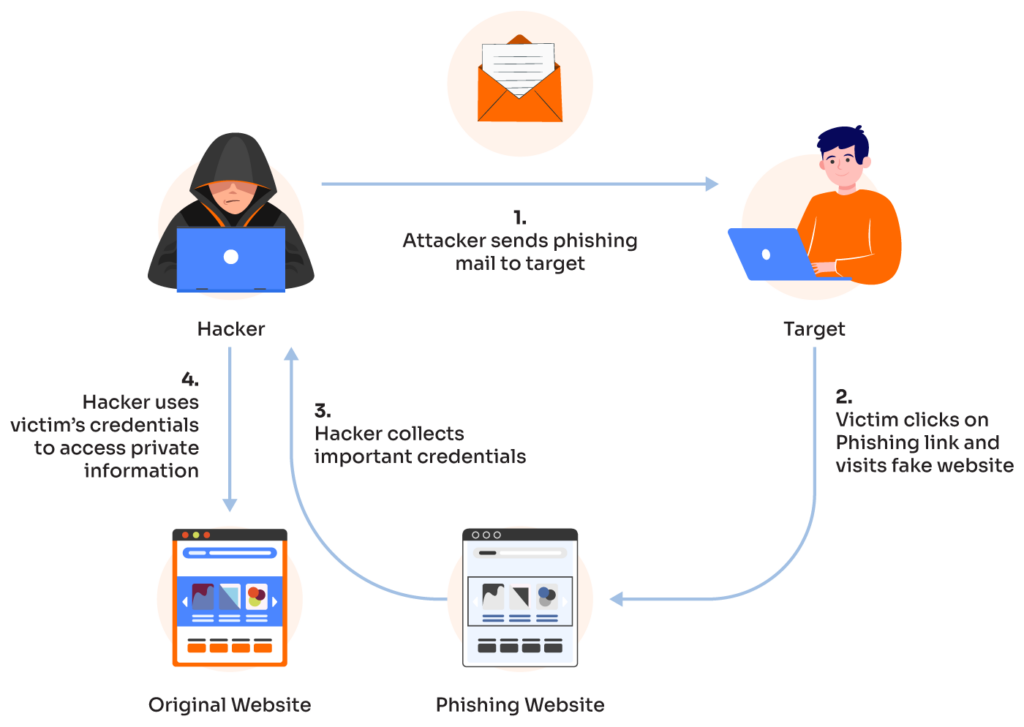 1.
Attacker sends phishing
mail to target
Hacker
Target
4.
Hacker uses
victim’s credentials
to access private
information
3.
Hacker collects
important credentials
2.
Victim clicks on
Phishing link and
visits fake website
Original Website
Phishing Website